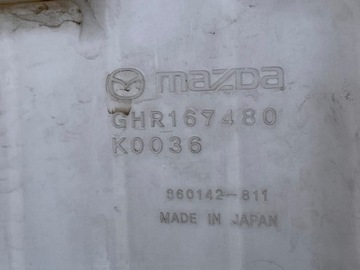 mazda
GHR167480
K0036
860142-811
MADE IN JAPAN